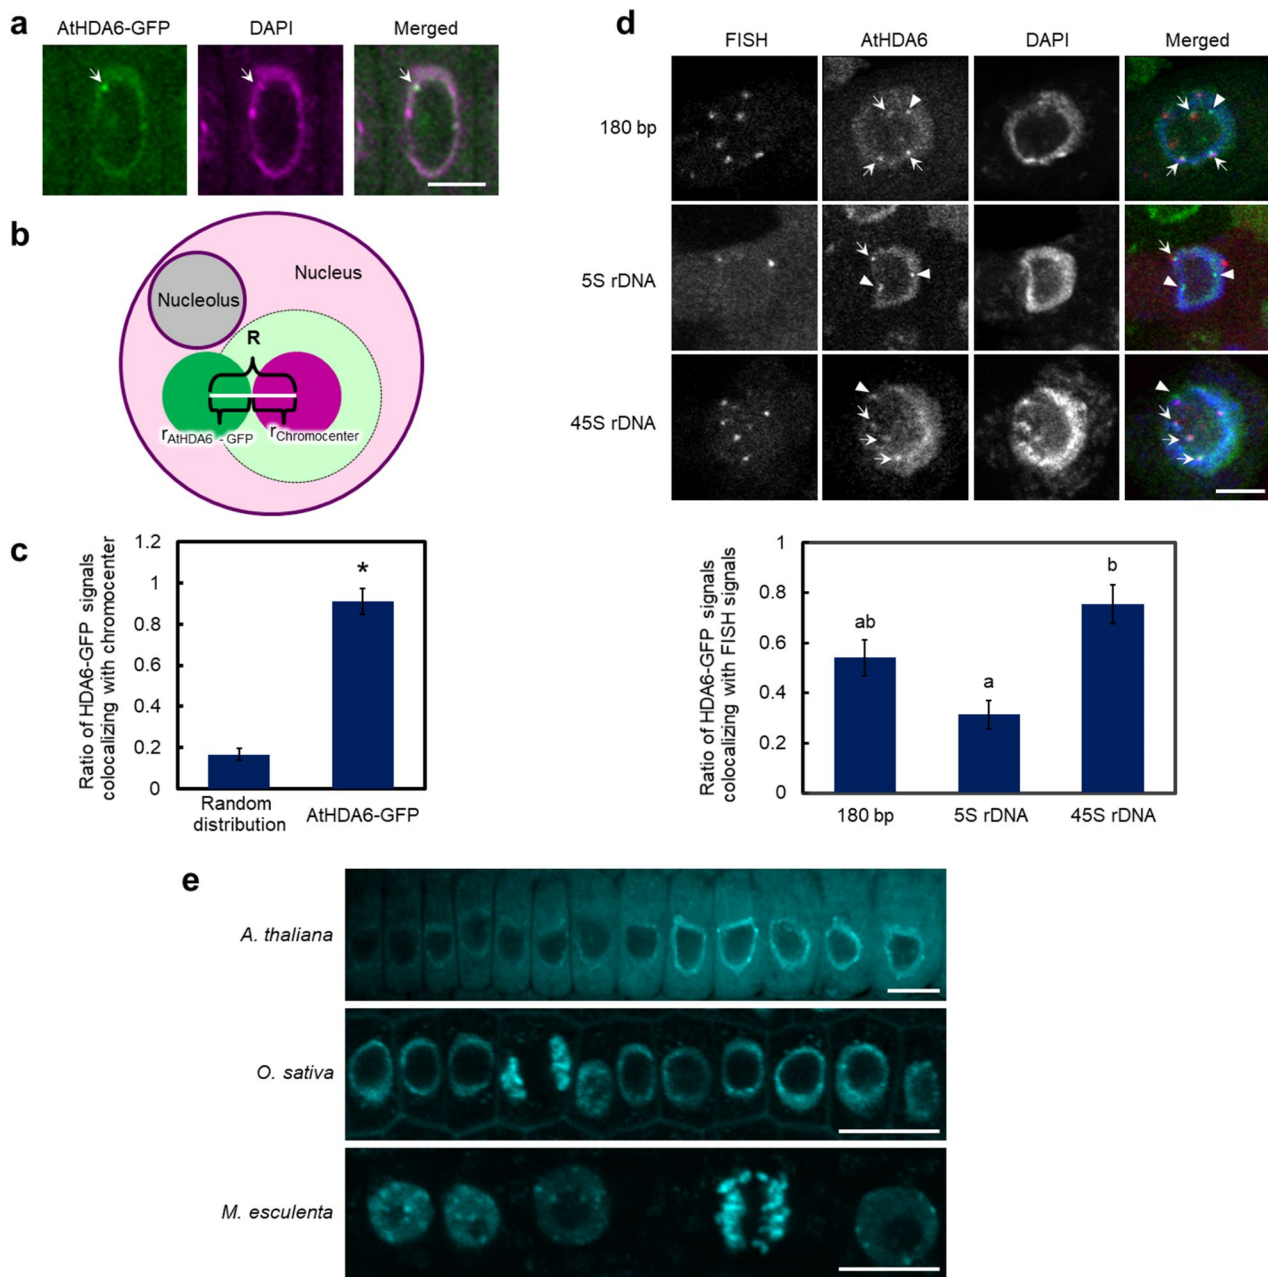 a
AtHDA6-GFP DAPI Merged
b
Nucleus
Nucleolus
R
rAtHDA6 - GFP rChromocenter
c
Ratio of HDA6-GFP signals
colocalizing with chromocenter
1.2
1
0.8
0.6
0.4
0.2
0
*
Random
distribution
AtHDA6-GFP
d
FISH AtHDA6 DAPI Merged
180 bp
5S rDNA
45S rDNA
Ratio of HDA6-GFP signals
colocalizing with FISH signals
1
0.8
0.6
0.4
0.2
0
ab
a
b
180 bp 5S rDNA 45S rDNA
e
A. thaliana
O. sativa
M. esculenta